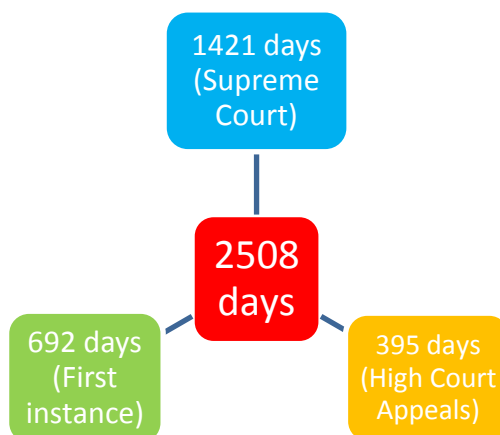 1421 days
(Supreme
Court)
2508
days
692 days
(First
instance)
395 days
(High Court
Appeals)